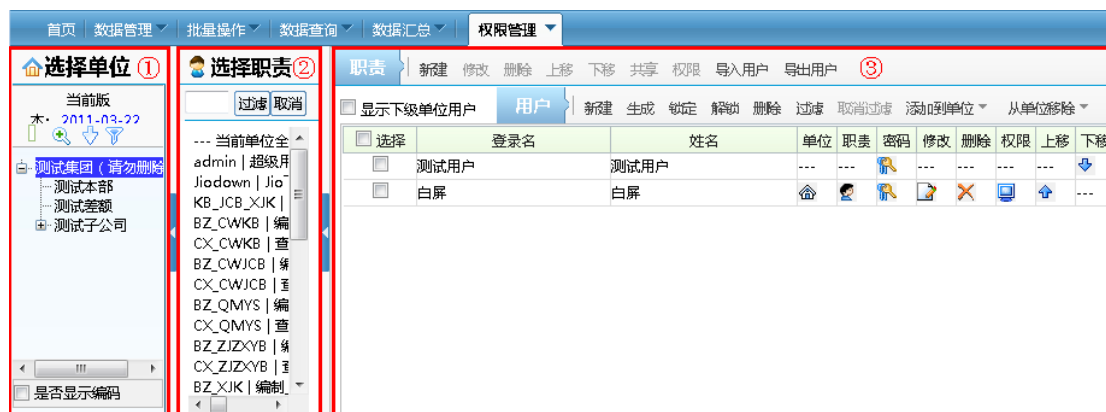 首页 数据管理 批量操作 数据查询 数据汇总 权限管理
选择单位 ①
当前版
本: 2011-03-22
测试集团(请勿删除
测试本部
测试差额
测试子公司
是否显示编码
选择职责②
过滤 取消
--- 当前单位全
admin | 超级用
Jiodown | Jio
KB_JCB_XJK |
BZ_CWKB | 编
CX_CWKB | 查
BZ_CWJCB | 编
CX_CWJCB | 查
BZ_QMYS | 编
CX_QMYS | 查
BZ_ZJZXYB | 编
CX_ZJZXYB | 查
BZ_XJK | 编制_
职责 新建 修改 删除 上移 下移 共享 权限 导入用户 导出用户 ③
显示下级单位用户 用户 新建 生成 锁定 解锁 删除 过滤 取消过滤 添加到单位 从单位移除
选择 登录名 姓名 单位 职责 密码 修改 删除 权限 上移 下移
测试用户 测试用户 --- --- --- --- --- ---
白屏 白屏 ---